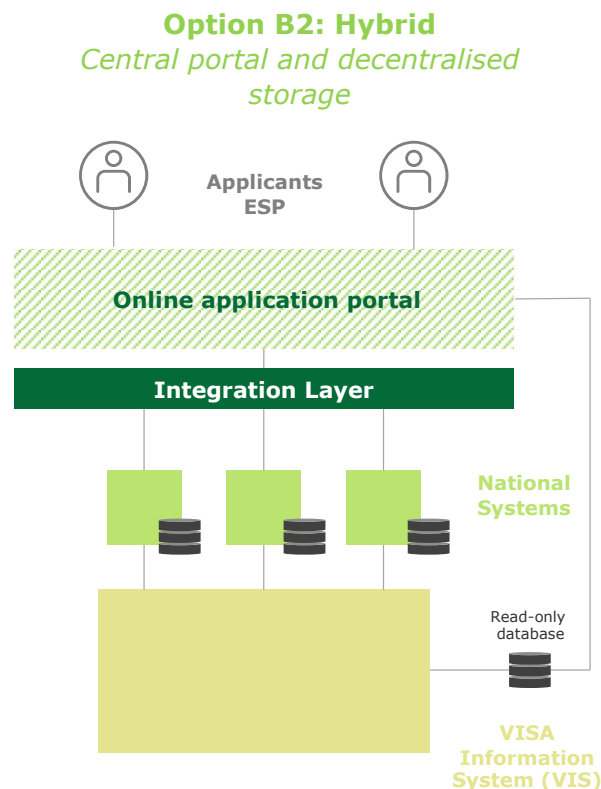 Option B2: Hybrid
Central portal and decentralised
storage
Applicants
ESP
Online application portal
Integration Layer
National
Systems
Read-only
database
VISA
Information
System (VIS)